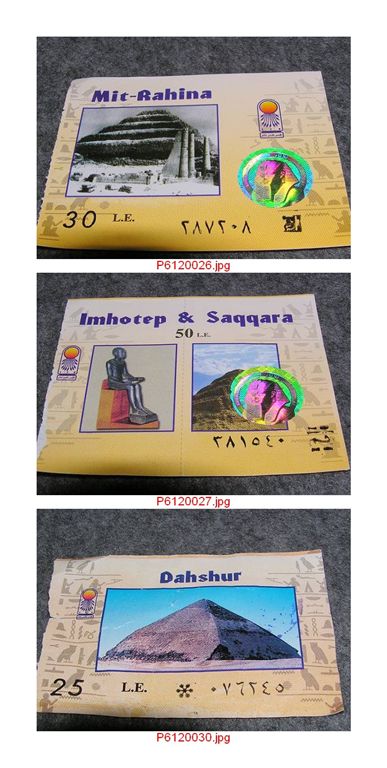 Mit-Rahina
30 L.E. ٢٨٧٢٠٨
P6120026.jpg
Imhotep & Saqqara
50 L.E.
٣٨١٥٤٠
P6120027.jpg
Dahshur
25 L.E. ٠٧٦٢٤٥
P6120030.jpg